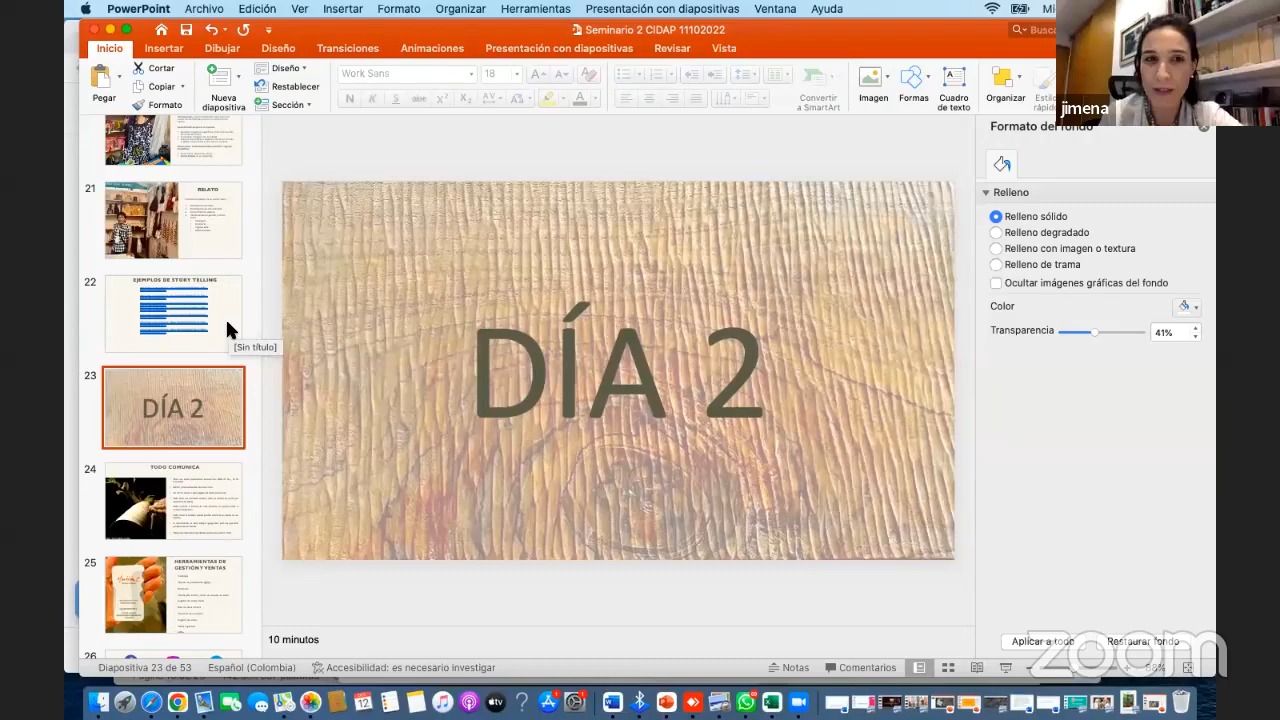 PowerPoint Archivo Edición Ver Insertar Formato Organizar Herramientas Presentación con diapositivas Ventana Ayuda
Seminario 2 CIDAP 11102022
Inicio Insertar Dibujar Diseño Transiciones Animaciones Presentación con diapositivas Revisar Vista
Pegar
Cortar
Copiar
Formato
Nueva diapositiva
Diseño
Restablecer
Sección
Work Sans
Convertir a SmartArt
Imagen
Formas
Cuadro de texto
Organizar
jimena
Formato del fondo
Relleno
Relleno sólido
Relleno degradado
Relleno con imagen o textura
Relleno de trama
Ocultar imágenes gráficas del fondo
Color
Transparencia 41%
21
RELATO
22
EJEMPLOS DE STORY TELLING
[Sin título]
23
DÍA 2
24
TODO COMUNICA
25
HERRAMIENTAS DE
GESTIÓN Y VENTAS
26
DÍA 2
10 minutos
Aplicar a todo Restaurar fondo
zoom
Diapositiva 23 de 53 Español (Colombia) Accesibilidad: es necesario investigar Notas Comentarios